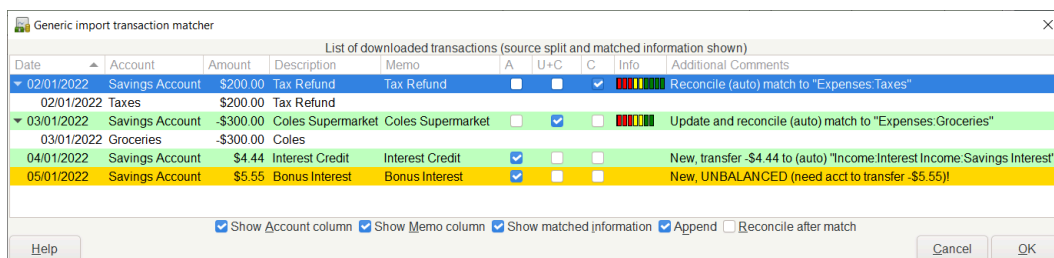 Generic import transaction matcher
List of downloaded transactions (source split and matched information shown)
Date Account Amount Description Memo A U+C C Info Additional Comments
02/01/2022 Savings Account $200.00 Tax Refund Tax Refund Reconcile (auto) match to "Expenses:Taxes"
02/01/2022 Taxes $200.00 Tax Refund
03/01/2022 Savings Account -$300.00 Coles Supermarket Coles Supermarket Update and reconcile (auto) match to "Expenses:Groceries"
03/01/2022 Groceries -$300.00 Coles
04/01/2022 Savings Account $4.44 Interest Credit Interest Credit New, transfer -$4.44 to (auto) "Income:Interest Income:Savings Interest"
05/01/2022 Savings Account $5.55 Bonus Interest Bonus Interest New, UNBALANCED (need acct to transfer -$5.55)!
Show Account column Show Memo column Show matched information Append Reconcile after match
Help Cancel OK